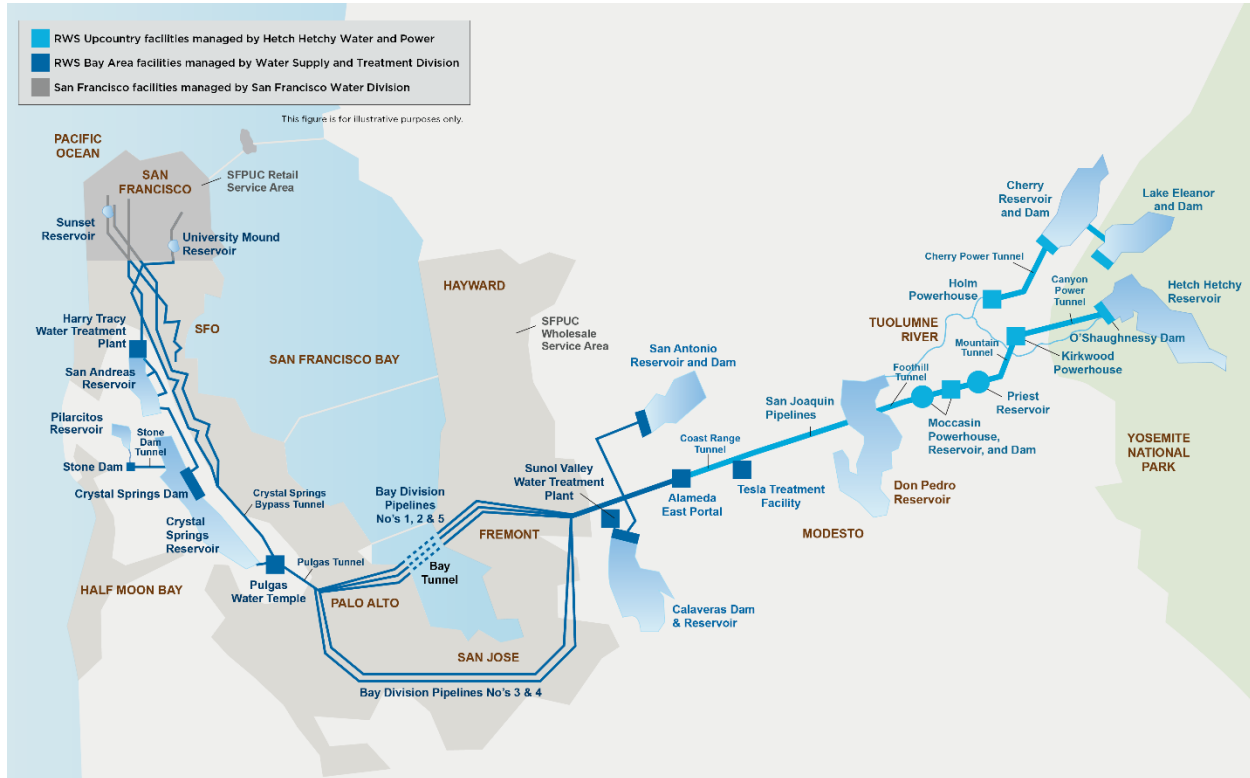 RWS Upcountry facilities managed by Hetch Hetchy Water and Power
RWS Bay Area facilities managed by Water Supply and Treatment Division
San Francisco facilities managed by San Francisco Water Division
This figure is for illustrative purposes only.
PACIFIC
OCEAN
SAN
FRANCISCO
SFPUC Retail
Service Area
Sunset
Reservoir
University Mound
Reservoir
Harry Tracy
Water Treatment
Plant
SFO
San Andreas
Reservoir
Pilarcitos
Reservoir
Stone
Dam
Tunnel
Stone Dam
Crystal Springs Dam
Crystal
Springs
Reservoir
Crystal Springs
Bypass Tunnel
HALF MOON BAY
Pulgas
Water Temple
Pulgas Tunnel
PALO ALTO
SAN FRANCISCO BAY
HAYWARD
SFPUC
Wholesale
Service Area
Bay Division
Pipelines
No's 1, 2 & 5
Bay
Tunnel
FREMONT
SAN JOSE
Bay Division Pipelines No's 3 & 4
San Antonio
Reservoir and Dam
Sunol Valley
Water Treatment
Plant
Calaveras Dam
& Reservoir
Coast Range
Tunnel
Alameda
East Portal
Tesla Treatment
Facility
San Joaquin
Pipelines
MODESTO
Don Pedro
Reservoir
Foothill
Tunnel
TUOLUMNE
RIVER
Moccasin
Powerhouse,
Reservoir, and Dam
Priest
Reservoir
Mountain
Tunnel
Kirkwood
Powerhouse
Holm
Powerhouse
Cherry Power Tunnel
Cherry
Reservoir
and Dam
Lake Eleanor
and Dam
Canyon
Power
Tunnel
Hetch Hetchy
Reservoir
O'Shaughnessy Dam
YOSEMITE
NATIONAL
PARK